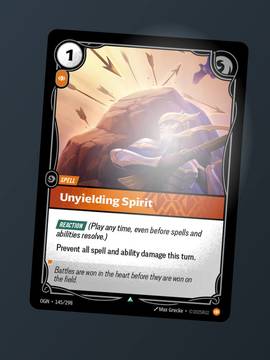 1
SPELL
Unyielding Spirit
REACTION (Play any time, even before spells and
abilities resolve.)
Prevent all spell and ability damage this turn.
Battles are won in the heart before they are won on
the field.
OGN • 145/298
Max Grecke